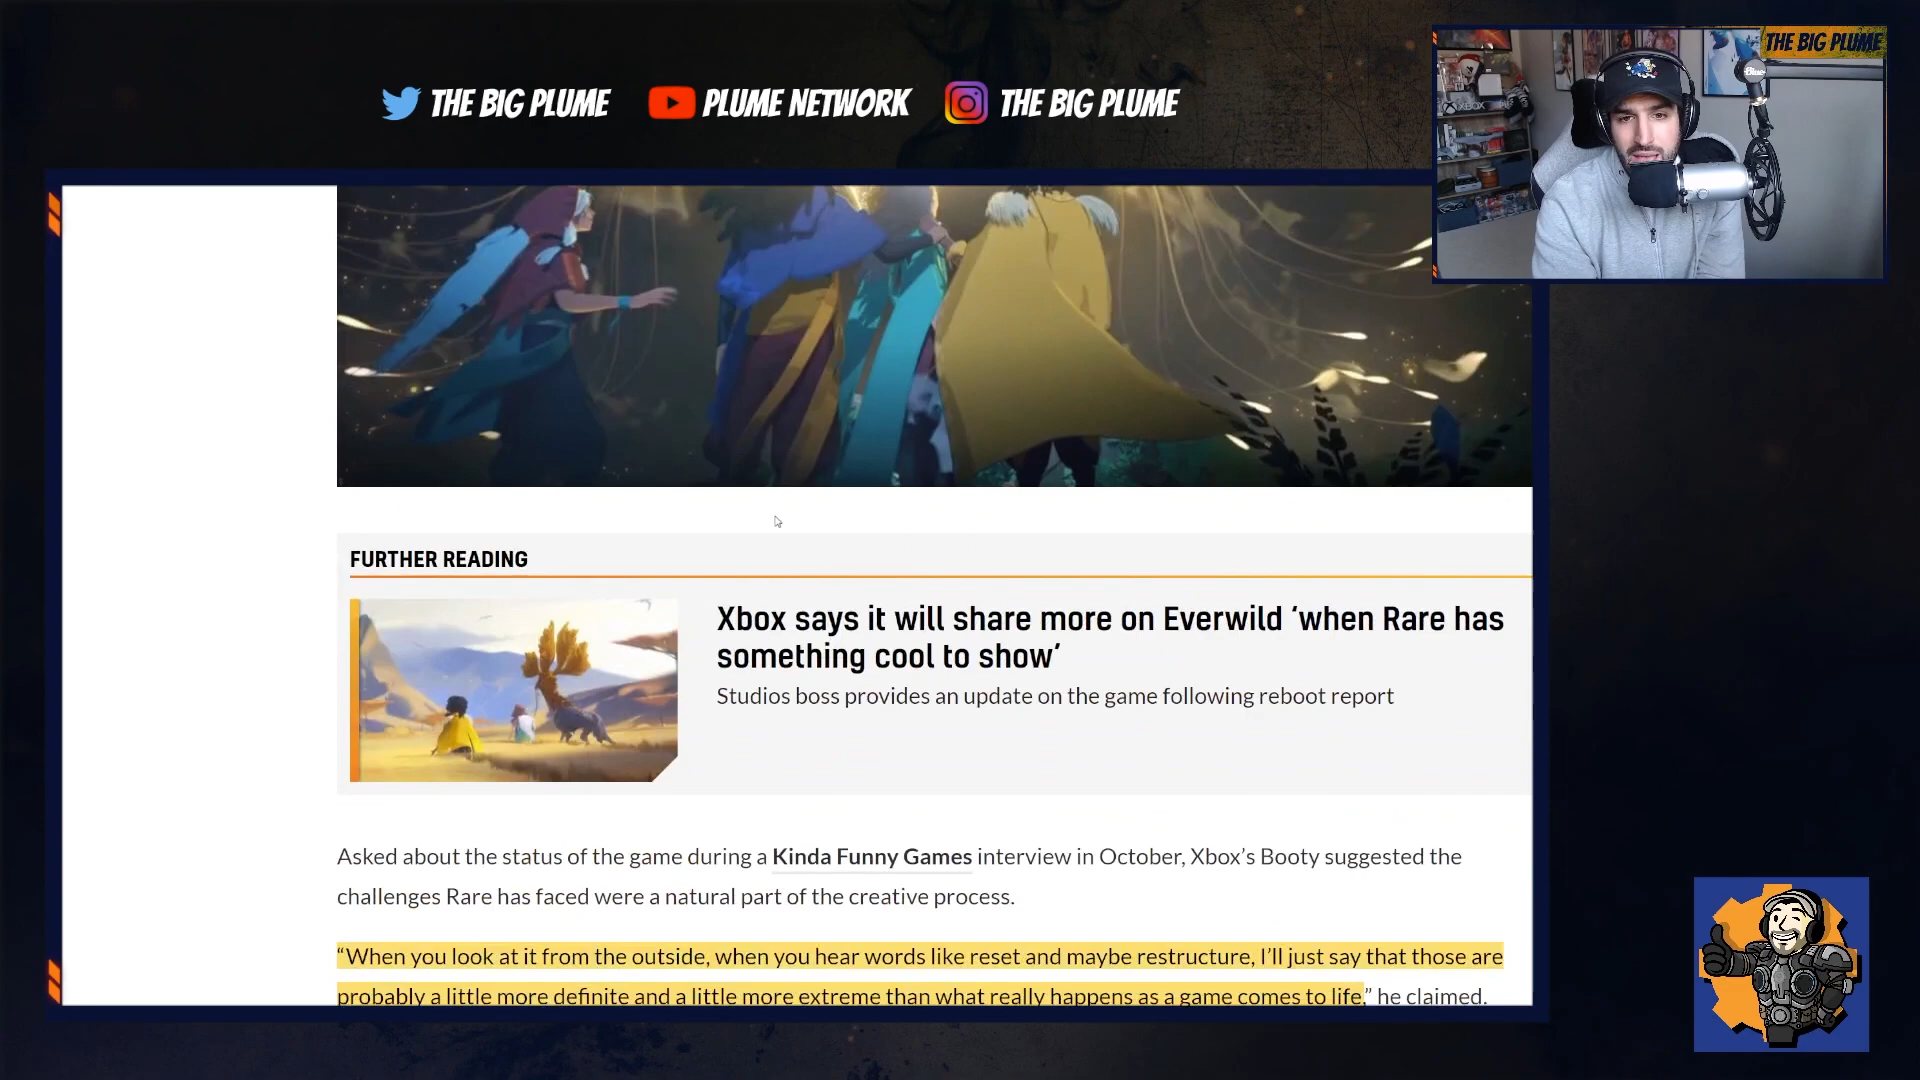 THE BIG PLUME
THE BIG PLUME
PLUME NETWORK
THE BIG PLUME
XBOX
Blue
FURTHER READING
Xbox says it will share more on Everwild ‘when Rare has
something cool to show’
Studios boss provides an update on the game following reboot report
Asked about the status of the game during a Kinda Funny Games interview in October, Xbox’s Booty suggested the
challenges Rare has faced were a natural part of the creative process.
“When you look at it from the outside, when you hear words like reset and maybe restructure, I’ll just say that those are
probably a little more definite and a little more extreme than what really happens as a game comes to life,” he claimed.